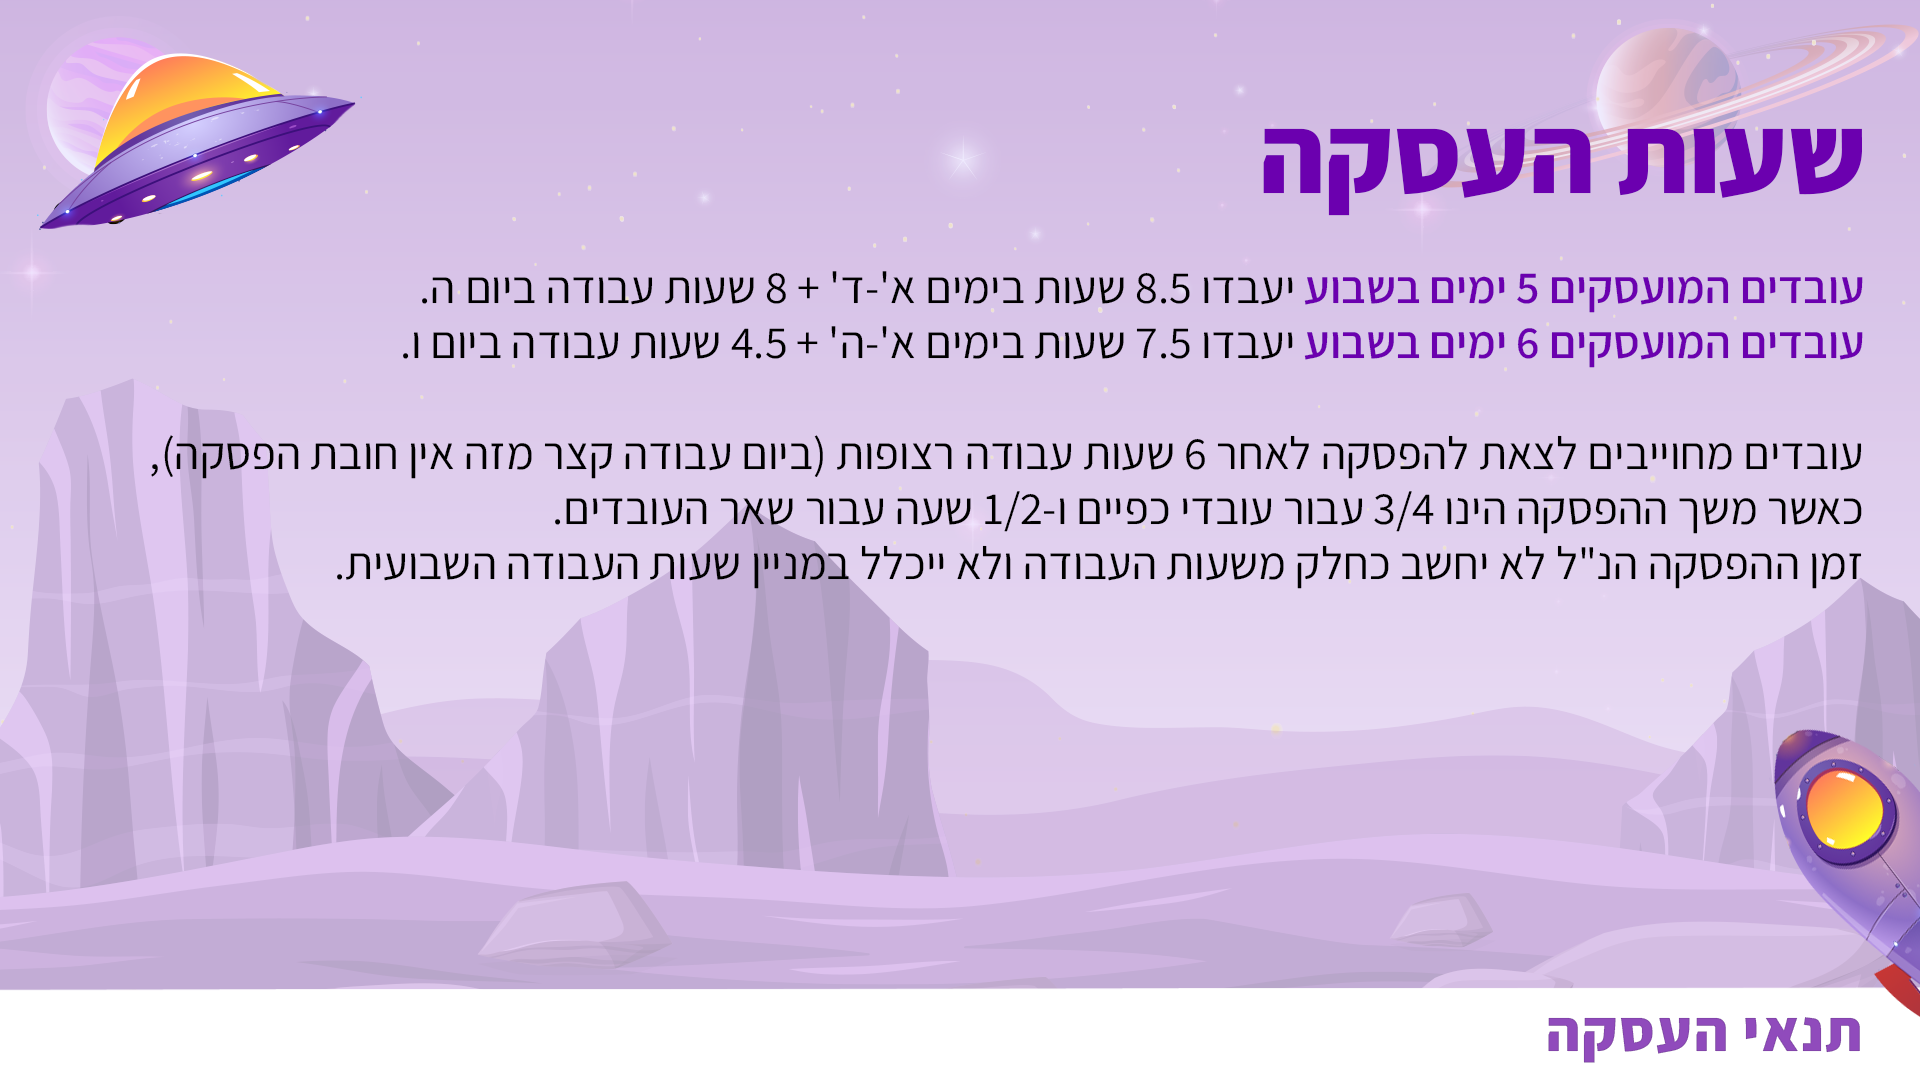 שעות העסקה
עובדים המועסקים 5 ימים בשבוע יעבדו 8.5 שעות בימים א'-ד' + 8 שעות עבודה ביום ה.
עובדים המועסקים 6 ימים בשבוע יעבדו 7.5 שעות בימים א'-ה' + 4.5 שעות עבודה ביום ו.
עובדים מחוייבים לצאת להפסקה לאחר 6 שעות עבודה רצופות (ביום עבודה קצר מזה אין חובת הפסקה),
כאשר משך ההפסקה הינו 3/4 עבור עובדי כפיים ו-1/2 שעה עבור שאר העובדים.
זמן ההפסקה הנ"ל לא יחשב כחלק משעות העבודה ולא ייכלל במניין שעות העבודה השבועית.
תנאי העסקה